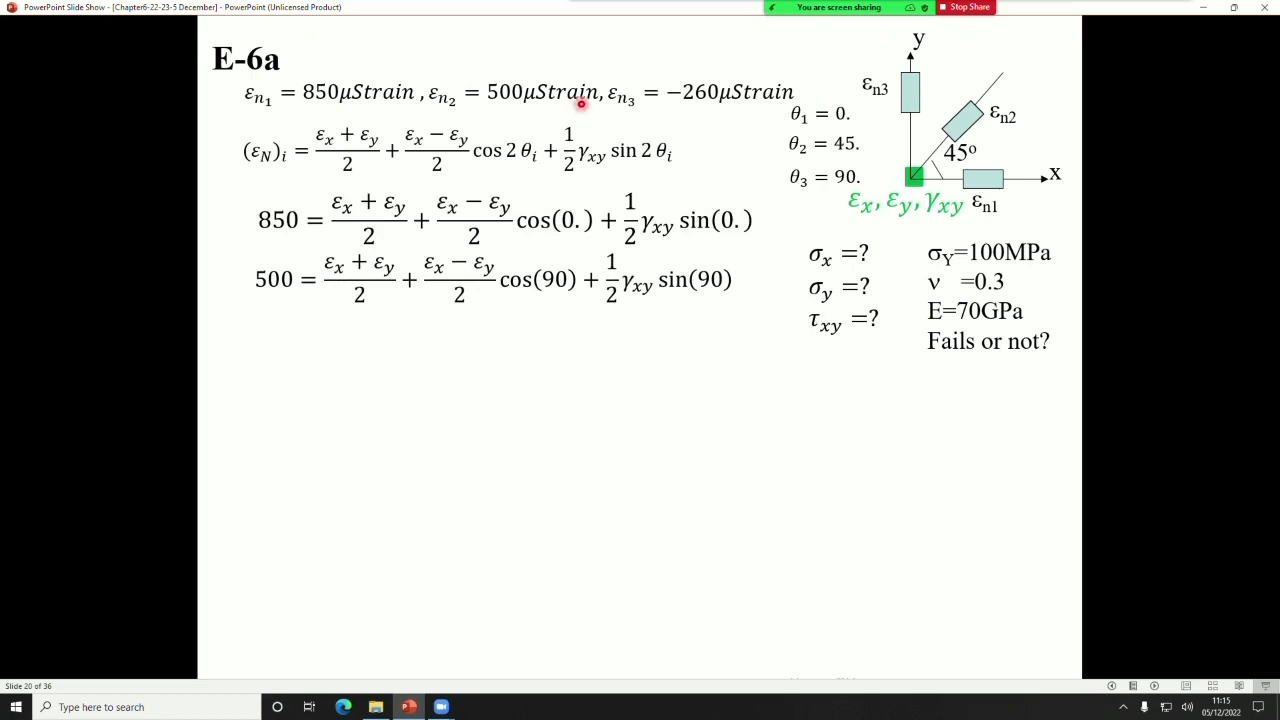 PowerPoint Slide Show - [Chapter6-22-23-5 December] - PowerPoint (Unlicensed Product)
You are screen sharing
Stop Share
E-6a
εn₁ = 850μStrain , εn₂ = 500μStrain, εn₃ = −260μStrain
(εN)i = (εx + εy)/2 + (εx − εy)/2 cos 2θi + 1/2 γxy sin 2θi
850 = (εx + εy)/2 + (εx − εy)/2 cos(0.) + 1/2 γxy sin(0.)
500 = (εx + εy)/2 + (εx − εy)/2 cos(90) + 1/2 γxy sin(90)
θ₁ = 0.
θ₂ = 45.
θ₃ = 90.
y
εn3
εn2
45o
x
εx, εy, γxy
εn1
σx =?
σy =?
τxy =?
σY=100MPa
ν =0.3
E=70GPa
Fails or not?
Slide 20 of 36
Type here to search
11:15
05/12/2022